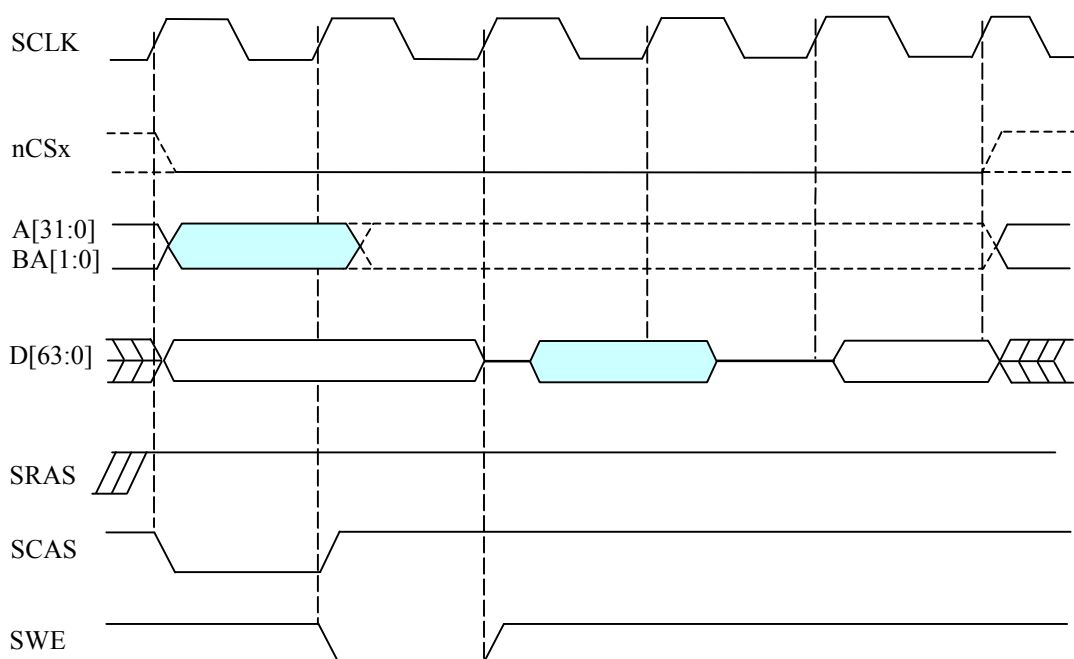 SCLK
nCSx
A[31:0]
BA[1:0]
D[63:0]
SRAS
SCAS
SWE